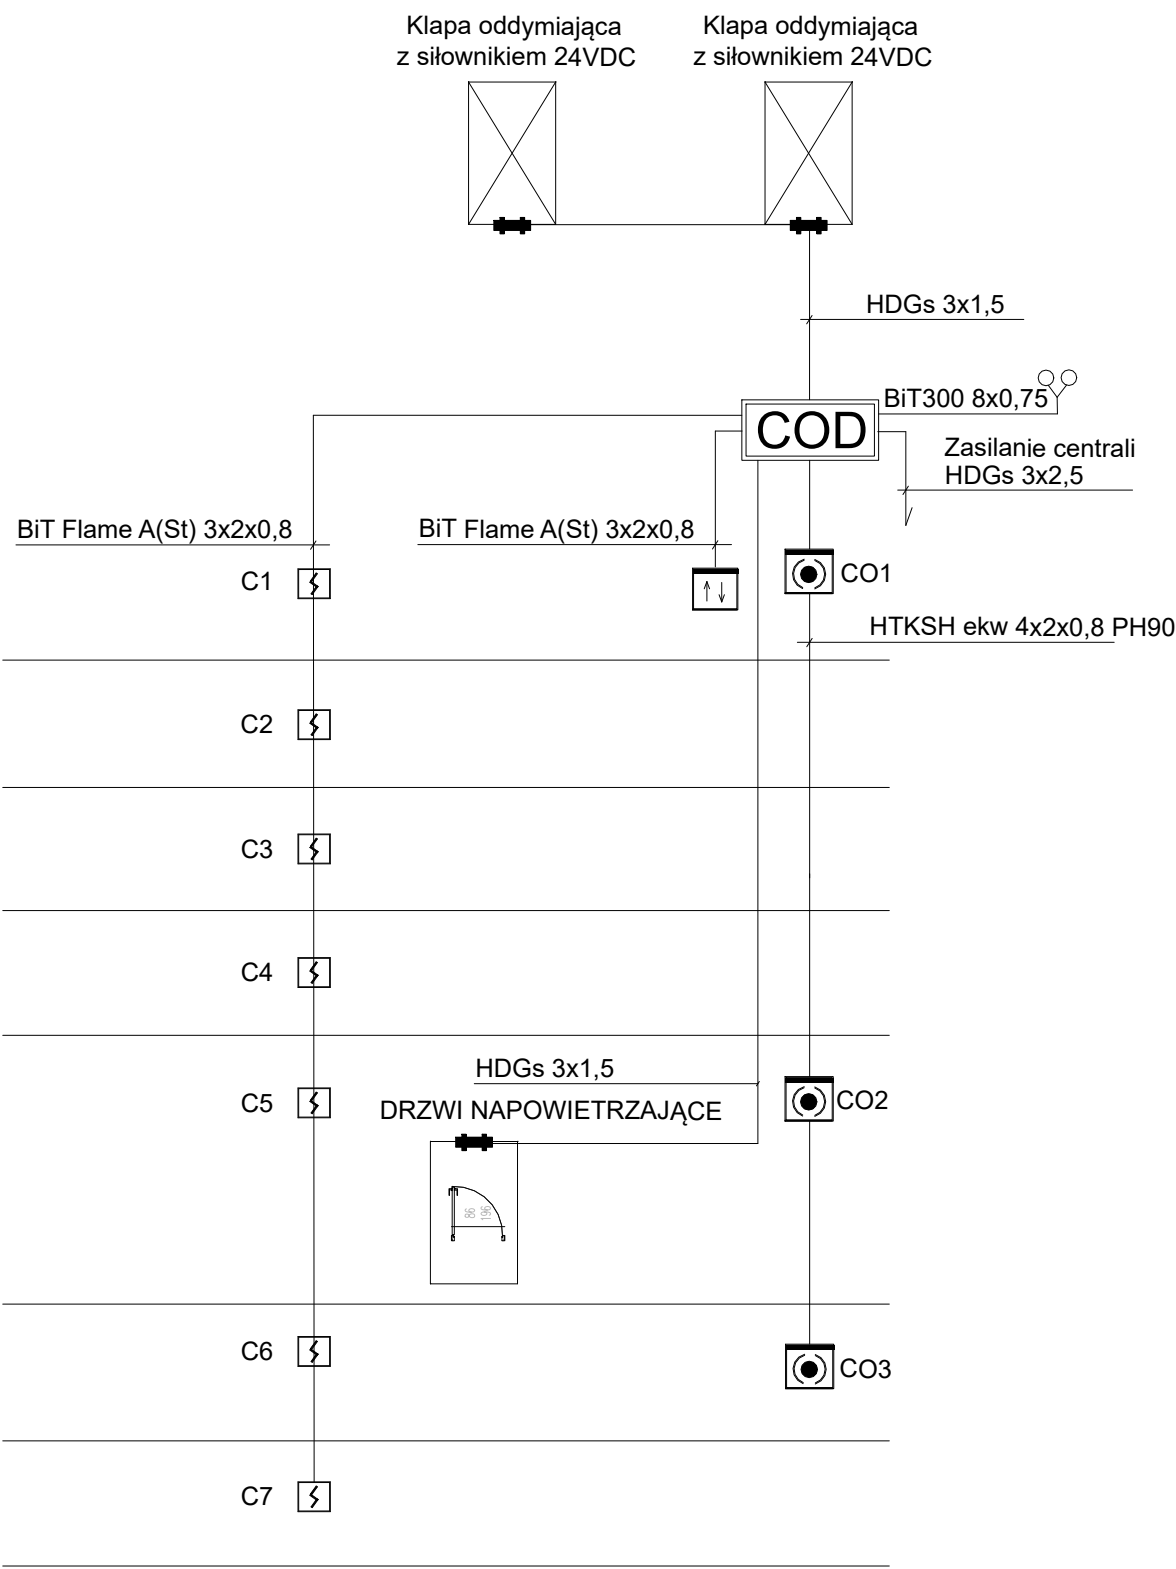 Klapa oddymiająca
z siłownikiem 24VDC
Klapa oddymiająca
z siłownikiem 24VDC
HDGs 3x1,5
BiT300 8x0,75
COD
Zasilanie centrali
HDGs 3x2,5
BiT Flame A(St) 3x2x0,8
BiT Flame A(St) 3x2x0,8
C1
CO1
HTKSH ekw 4x2x0,8 PH90
C2
C3
C4
HDGs 3x1,5
C5
DRZWI NAPOWIETRZAJĄCE
CO2
86
196
C6
CO3
C7